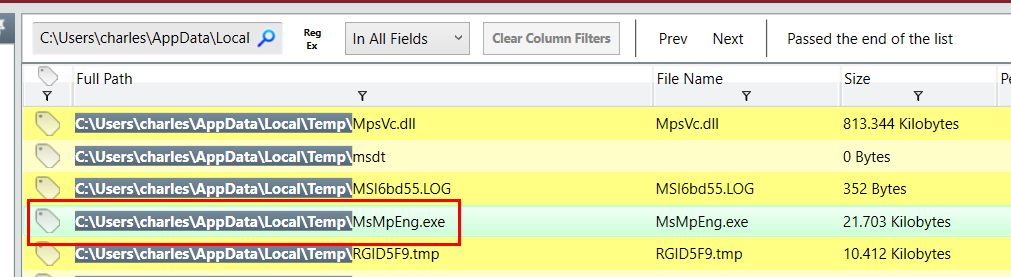 C:\Users\charles\AppData\Local Reg Ex In All Fields Clear Column Filters Prev Next Passed the end of the list
Full Path File Name Size
C:\Users\charles\AppData\Local\Temp\MpsVc.dll MpsVc.dll 813.344 Kilobytes
C:\Users\charles\AppData\Local\Temp\msdt 0 Bytes
C:\Users\charles\AppData\Local\Temp\MSI6bd55.LOG MSI6bd55.LOG 352 Bytes
C:\Users\charles\AppData\Local\Temp\MsMpEng.exe MsMpEng.exe 21.703 Kilobytes
C:\Users\charles\AppData\Local\Temp\RGID5F9.tmp RGID5F9.tmp 10.412 Kilobytes